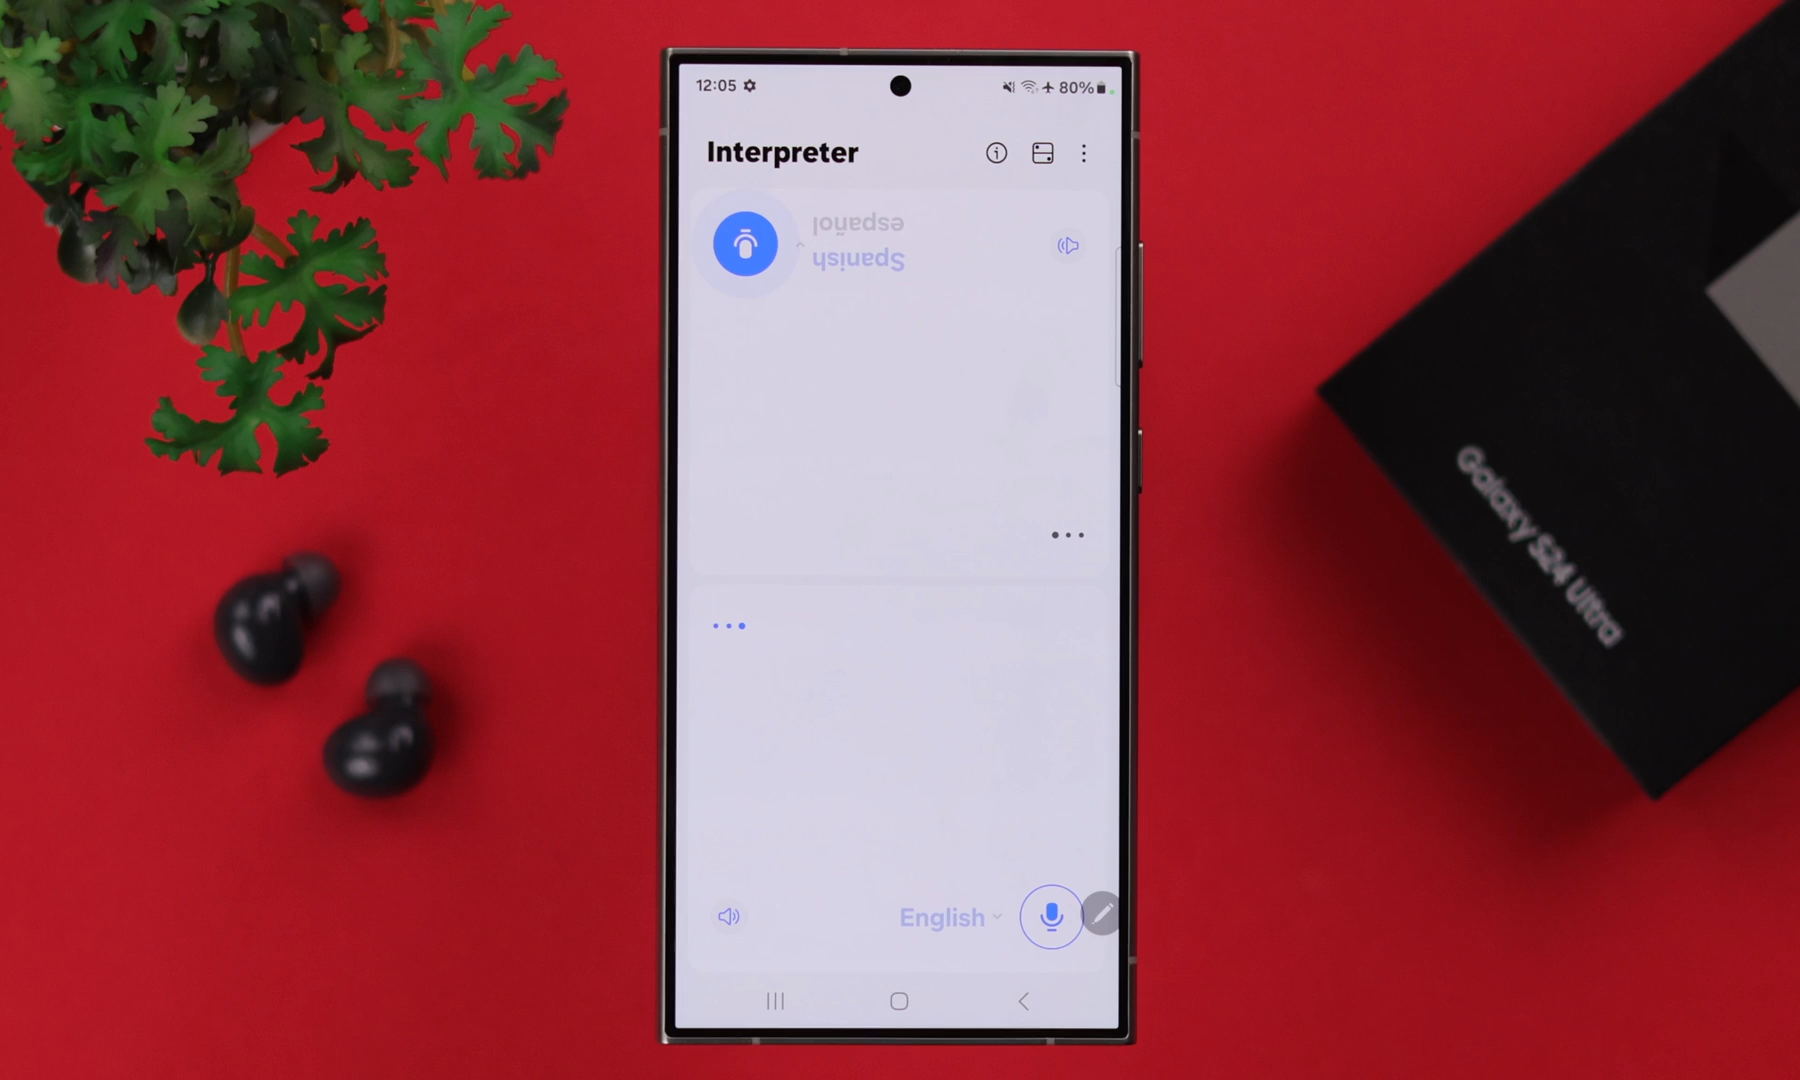 12:05
80%
Interpreter
español
Spanish
English
Galaxy S24 Ultra